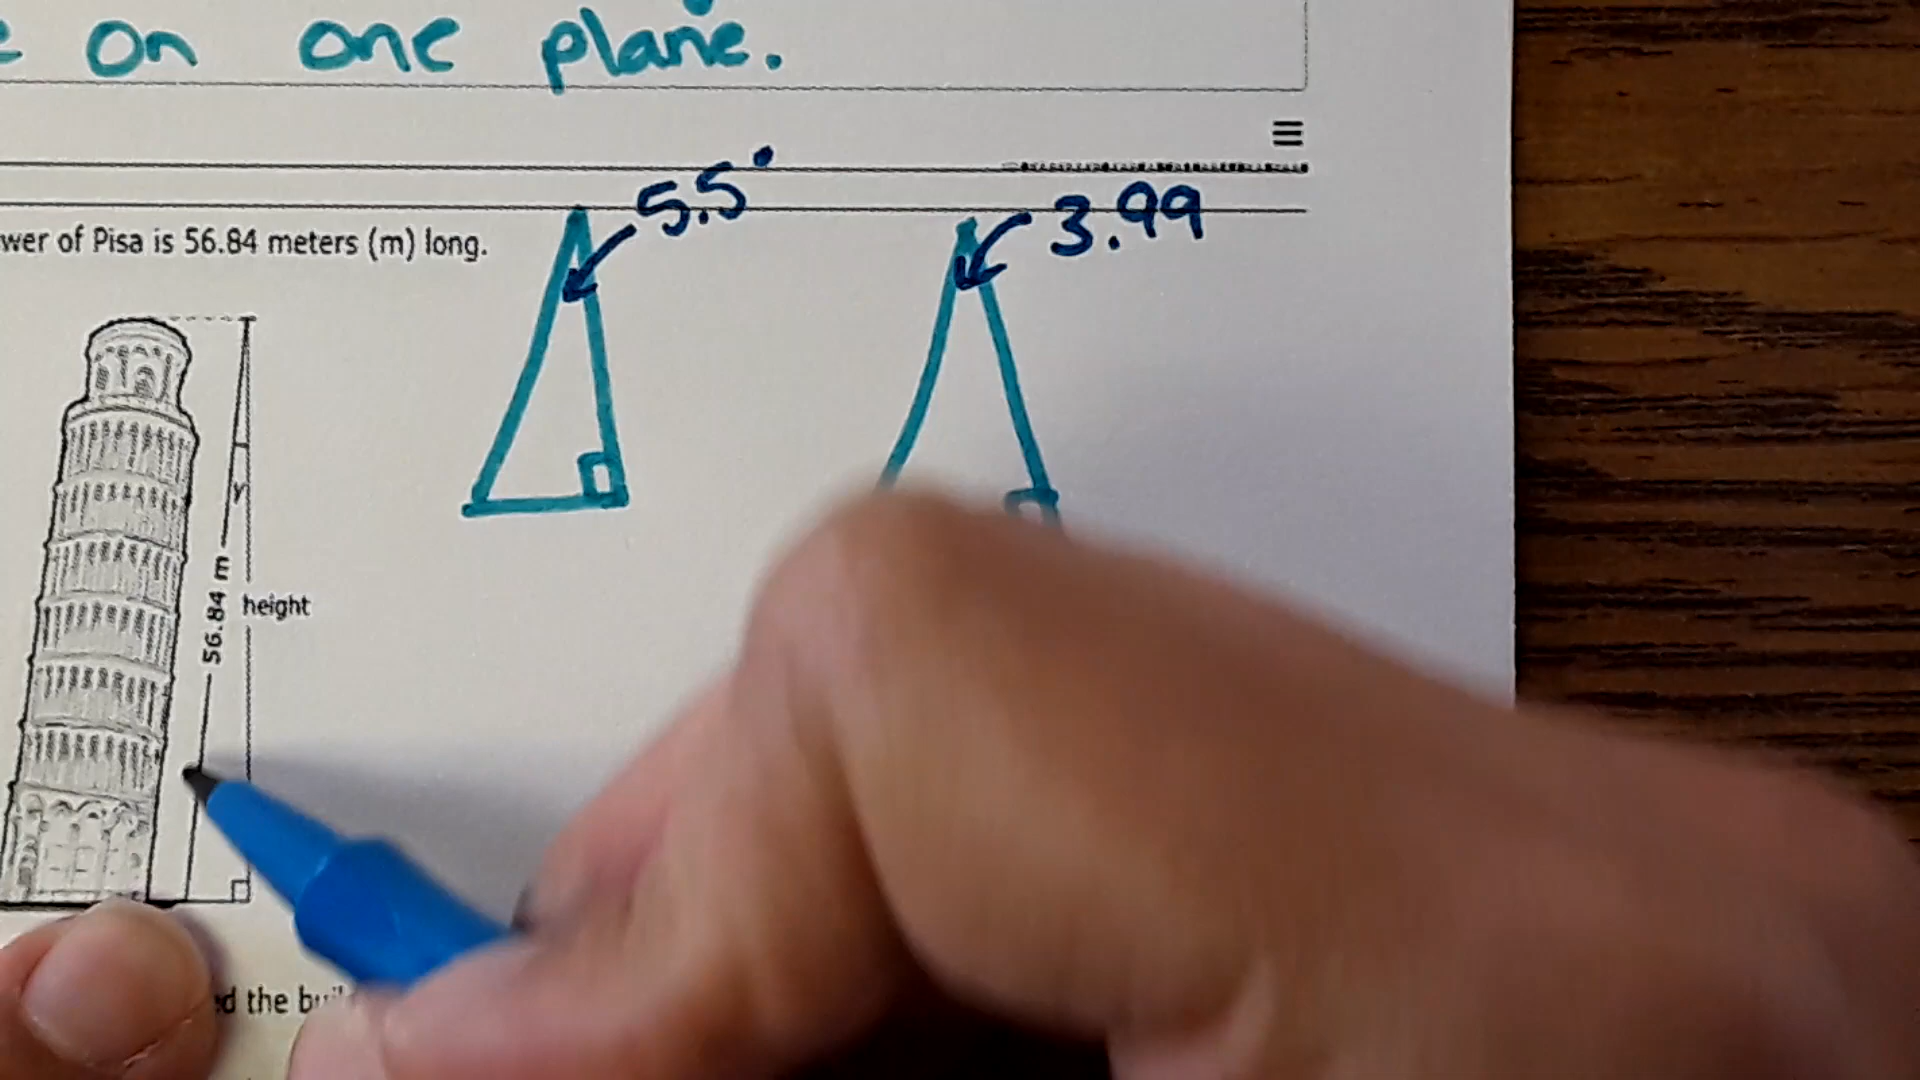 on one plane.
5.5°
3.99
wer of Pisa is 56.84 meters (m) long.
Y
56.84 m
height
ed the